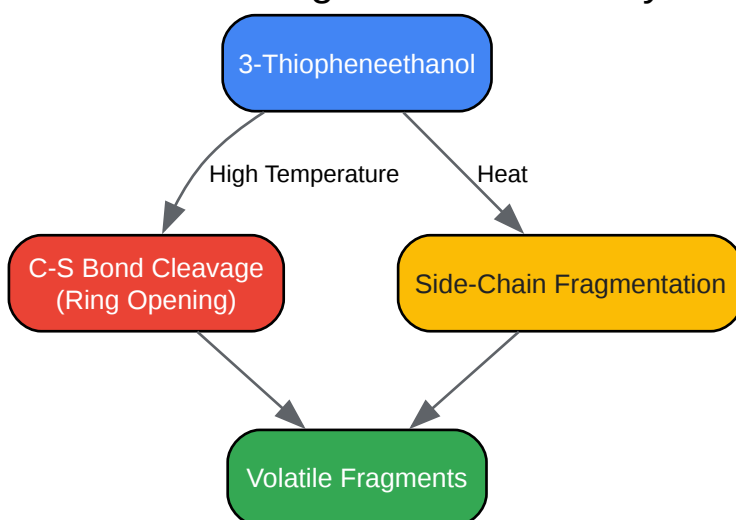 3-Thiopheneethanol
High Temperature
Heat
C-S Bond Cleavage
(Ring Opening)
Side-Chain Fragmentation
Volatile Fragments